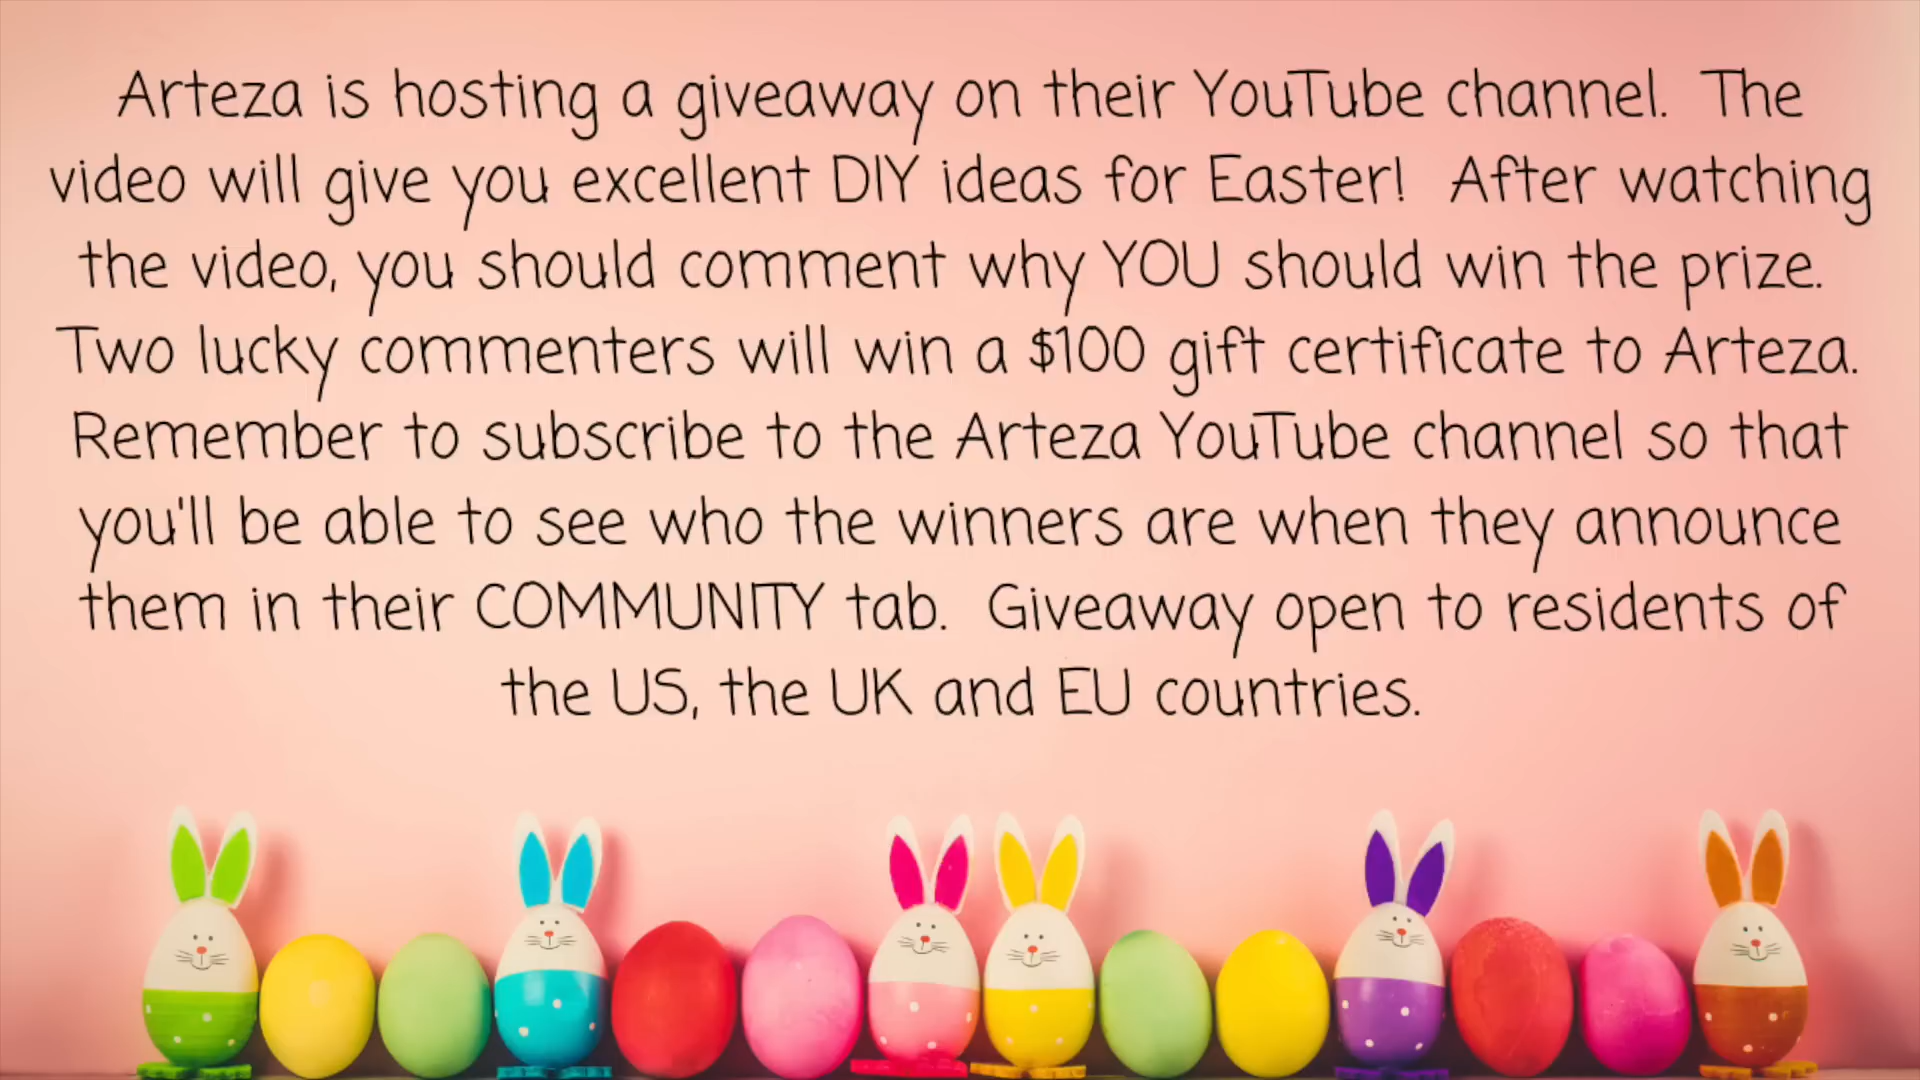 Arteza is hosting a giveaway on their YouTube channel. The
video will give you excellent DIY ideas for Easter! After watching
the video, you should comment why YOU should win the prize.
Two lucky commenters will win a $100 gift certificate to Arteza.
Remember to subscribe to the Arteza YouTube channel so that
you'll be able to see who the winners are when they announce
them in their COMMUNITY tab. Giveaway open to residents of
the US, the UK and EU countries.